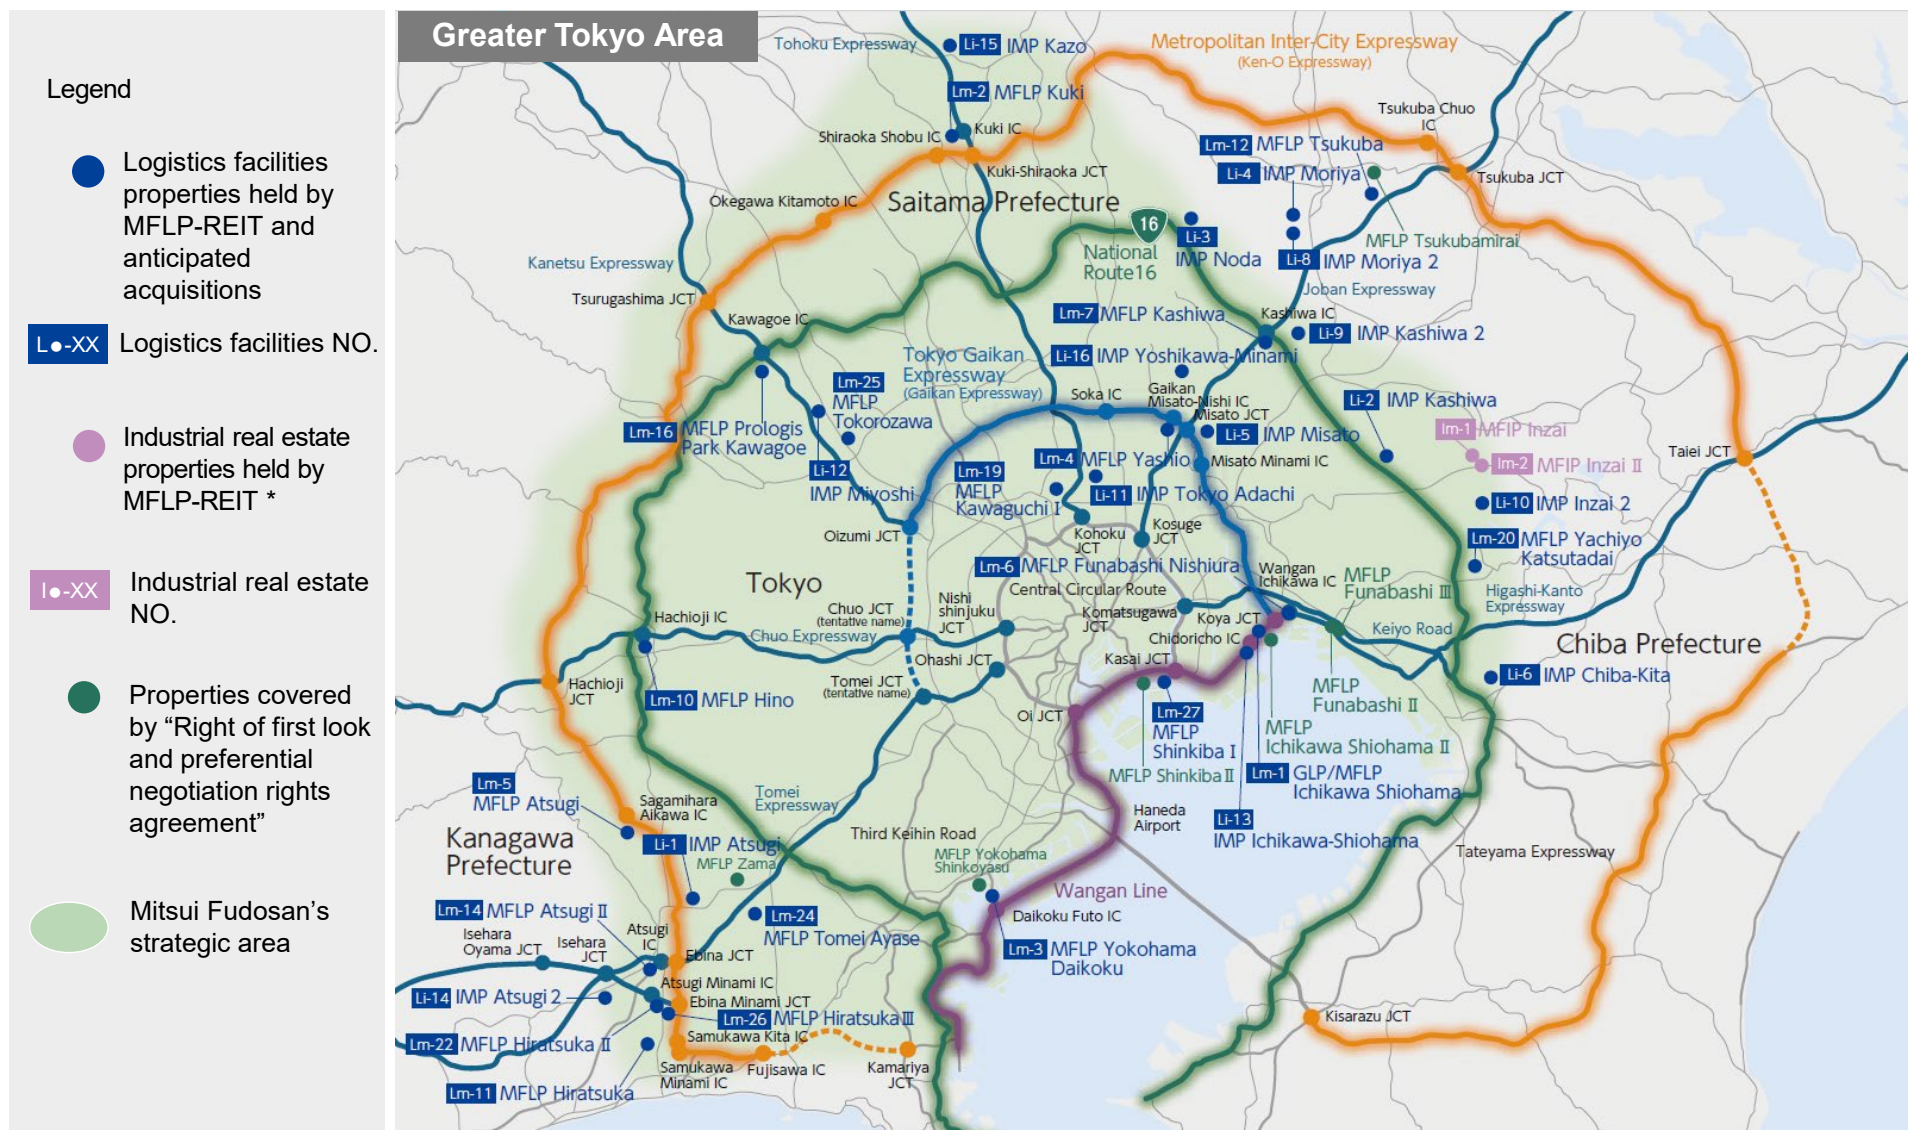 Greater Tokyo Area
Legend
Logistics facilities
properties held by
MFLP-REIT and
anticipated
acquisitions
L●-XX Logistics facilities NO.
Industrial real estate
properties held by
MFLP-REIT *
I●-XX Industrial real estate
NO.
Properties covered
by “Right of first look
and preferential
negotiation rights
agreement”
Mitsui Fudosan’s
strategic area
Tohoku Expressway
Li-15 IMP Kazo
Metropolitan Inter-City Expressway
(Ken-O Expressway)
Lm-2 MFLP Kuki
Tsukuba Chuo
IC
Shiraoka Shobu IC
Kuki IC
Lm-12 MFLP Tsukuba
Kuki-Shiraoka JCT
Li-4 IMP Moriya
Tsukuba JCT
Okegawa Kitamoto IC
Saitama Prefecture
16
National
Route16
Li-3
IMP Noda
MFLP Tsukubamirai
Li-8 IMP Moriya 2
Kanetsu Expressway
Tsurugashima JCT
Joban Expressway
Kawagoe IC
Lm-7 MFLP Kashiwa
Kashiwa IC
Li-9 IMP Kashiwa 2
Tokyo Gaikan
Expressway
(Gaikan Expressway)
Li-16 IMP Yoshikawa-Minami
Lm-25
MFLP
Tokorozawa
Soka IC
Gaikan
Misato-Nishi IC
Misato JCT
Li-2 IMP Kashiwa
Lm-16 MFLP Prologis
Park Kawagoe
Li-5 IMP Misato
Im-1 MFIP Inzai
Taiei JCT
Li-12
IMP Miyoshi
Lm-19
MFLP
Kawaguchi I
Lm-4 MFLP Yashio
Misato Minami IC
Im-2 MFIP Inzai II
Li-11 IMP Tokyo Adachi
Li-10 IMP Inzai 2
Oizumi JCT
Kohoku
JCT
Kosuge
JCT
Lm-20 MFLP Yachiyo
Katsutadai
Tokyo
Lm-6 MFLP Funabashi Nishiura
Wangan
Ichikawa IC
MFLP
Funabashi III
Higashi-Kanto
Expressway
Central Circular Route
Hachioji IC
Chuo JCT
(tentative name)
Nishi
shinjuku
JCT
Komatsugawa
JCT
Koya JCT
Keiyo Road
Chuo Expressway
Chidoricho IC
Chiba Prefecture
Ohashi JCT
Kasai JCT
Hachioji
JCT
Tomei JCT
(tentative name)
Lm-10 MFLP Hino
MFLP
Funabashi II
Li-6 IMP Chiba-Kita
Oi JCT
Lm-27
MFLP
Shinkiba I
MFLP
Ichikawa Shiohama II
MFLP Shinkiba II
Lm-1 GLP/MFLP
Ichikawa Shiohama
Lm-5
MFLP Atsugi
Sagamihara
Aikawa IC
Tomei
Expressway
Haneda
Airport
Li-13
IMP Ichikawa-Shiohama
Kanagawa
Prefecture
Third Keihin Road
Li-1 IMP Atsugi
MFLP Zama
MFLP Yokohama
Shinkoyasu
Tateyama Expressway
Wangan Line
Lm-14 MFLP Atsugi II
Lm-24
MFLP Tomei Ayase
Daikoku Futo IC
Isehara
Oyama JCT
Isehara
JCT
Atsugi
IC
Ebina JCT
Lm-3 MFLP Yokohama
Daikoku
Atsugi Minami IC
Li-14 IMP Atsugi 2
Ebina Minami JCT
Lm-26 MFLP Hiratsuka III
Kisarazu JCT
Lm-22 MFLP Hiratsuka II
Samukawa Kita IC
Samukawa
Minami IC
Fujisawa IC
Kamariya
JCT
Lm-11 MFLP Hiratsuka